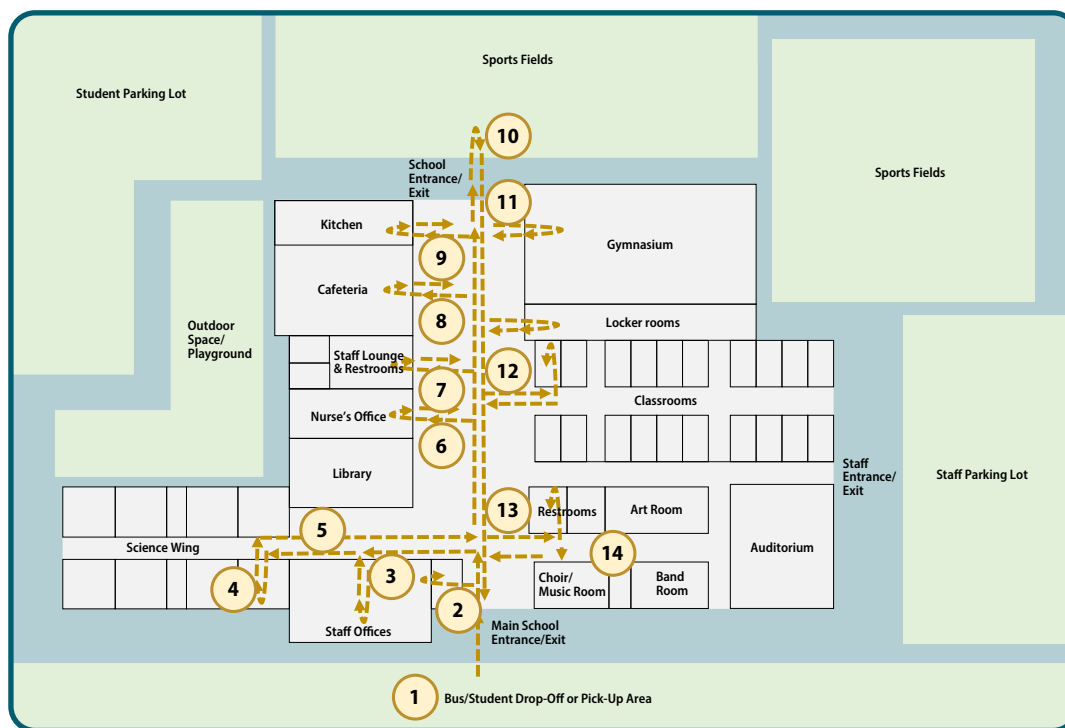 Sports Fields
Student Parking Lot
10
School
Entrance/
Exit
Sports Fields
11
Kitchen
Gymnasium
9
Cafeteria
8
Locker rooms
Outdoor
Space/
Playground
Staff Lounge
& Restrooms
12
7
Classrooms
Nurse's Office
6
Library
Staff
Entrance/
Exit
Staff Parking Lot
13
Restrooms
Art Room
5
Science Wing
14
Auditorium
3
4
Choir/
Music Room
Band
Room
2
Staff Offices
Main School
Entrance/Exit
1
Bus/Student Drop-Off or Pick-Up Area